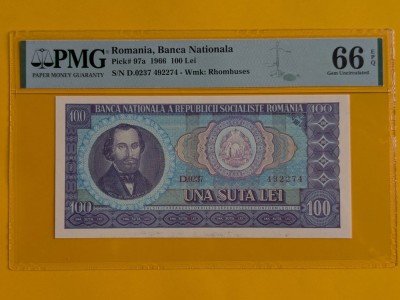 PMG
PAPER MONEY GUARANTY
Romania, Banca Nationala
Pick# 97a 1966 100 Lei
S/N D.0237 492274 - Wmk: Rhombuses
66 EPQ
Gem Uncirculated
BANCA NATIONALA A REPUBLICII SOCIALISTE ROMANIA
100 100
D.0237 492274
UNA SUTA LEI
100 100